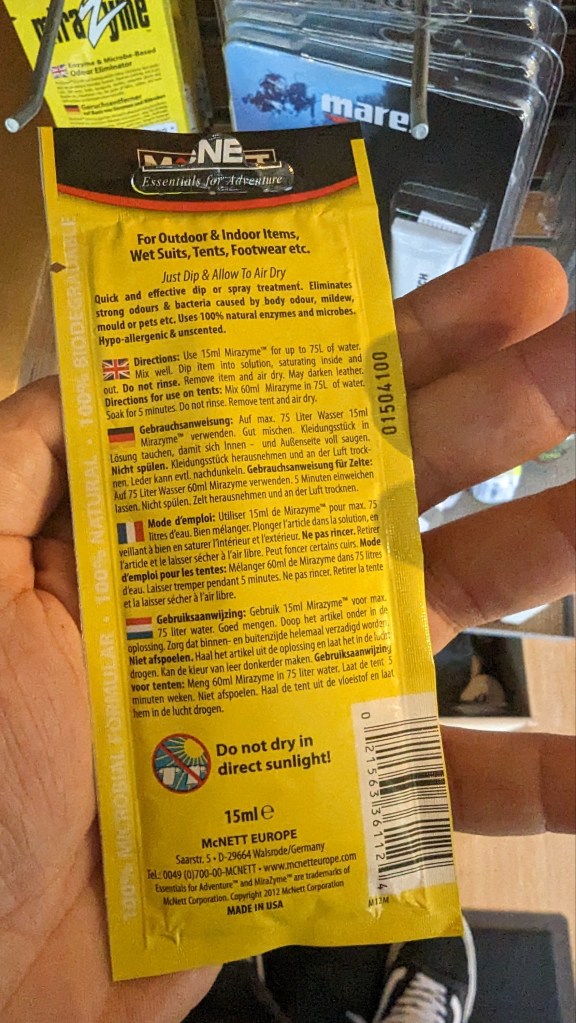 miraZyme
Enzyme & Microbe-Based
Odour Eliminator
Geruchsentferner
mare
McNETT
Essentials for Adventure
For Outdoor & Indoor Items,
Wet Suits, Tents, Footwear etc.
Just Dip & Allow To Air Dry
Quick and effective dip or spray treatment. Eliminates
strong odours & bacteria caused by body odour, mildew,
mould or pets etc. Uses 100% natural enzymes and microbes.
Hypo-allergenic & unscented.
Directions: Use 15ml Mirazyme™ for up to 75L of water.
Mix well. Dip item into solution, saturating inside and
out. Do not rinse. Remove item and air dry. May darken leather.
Directions for use on tents: Mix 60ml Mirazyme in 75L of water.
Soak for 5 minutes. Do not rinse. Remove tent and air dry.
Gebrauchsanweisung: Auf max. 75 Liter Wasser 15ml
Mirazyme™ verwenden. Gut mischen. Kleidungsstück in
Lösung tauchen, damit sich Innen – und Außenseite voll saugen.
Nicht spülen. Kleidungsstück herausnehmen und an der Luft trock-
nen, Leder kann evtl. nachdunkeln. Gebrauchsanweisung für Zelte:
Auf 75 Liter Wasser 60ml Mirazyme verwenden. 5 Minuten einweichen
lassen. Nicht spülen. Zelt herausnehmen und an der Luft trocknen.
Mode d'emploi: Utiliser 15ml de Mirazyme™ pour max. 75
litres d'eau. Bien mélanger. Plonger l'article dans la solution, en
veillant à bien en saturer l'intérieur et l'extérieur. Ne pas rincer. Retirer
l'article et le laisser sécher à l'air libre. Peut foncer certains cuirs. Mode
d'emploi pour les tentes: Mélanger 60ml de Mirazyme dans 75 litres
d'eau. Laisser tremper pendant 5 minutes. Ne pas rincer. Retirer la tente
et la laisser sécher à l'air libre.
Gebruiksaanwijzing: Gebruik 15ml Mirazyme™ voor max.
75 liter water. Goed mengen. Doop het artikel onder in de
oplossing. Zorg dat binnen- en buitenzijde helemaal verzadigd worden.
Niet afspoelen. Haal het artikel uit de oplossing en laat het in de lucht
drogen. Kan de kleur van leer donkerder maken. Gebruiksaanwijzing
voor tenten: Meng 60ml Mirazyme in 75 liter water. Laat de tent 5
minuten weken. Niet afspoelen. Haal de tent uit de vloeistof en laat
hem in de lucht drogen.
Do not dry in
direct sunlight!
15ml e
McNETT EUROPE
Saarstr. 5 • D-29664 Walsrode/Germany
Tel.: 0049 (0)700-00-MCNETT • www.mcnetteurope.com
Essentials for Adventure™ and MiraZyme™ are trademarks of
McNett Corporation. Copyright 2012 McNett Corporation
MADE IN USA
100% MICROBIAL FORMULAR • 100% NATURAL • 100% BIODEGRADABLE
01504100
0 21563 36112 4
M12M